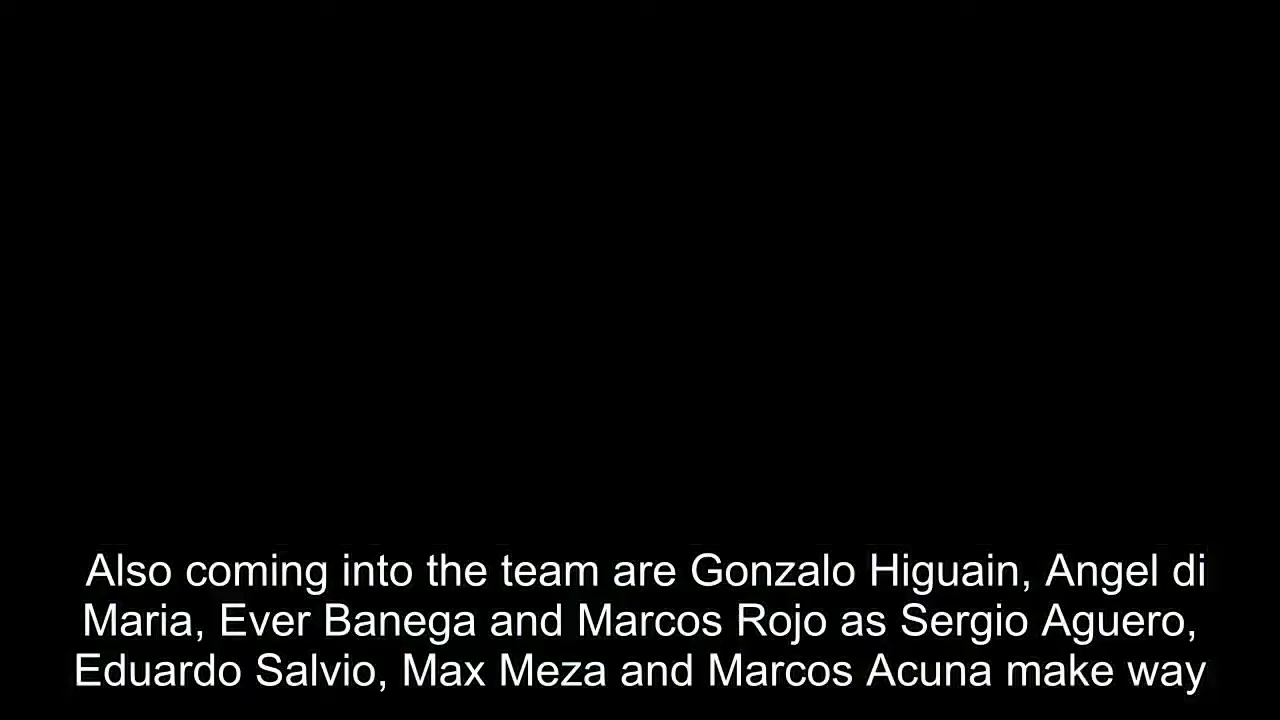 Also coming into the team are Gonzalo Higuain, Angel di
Maria, Ever Banega and Marcos Rojo as Sergio Aguero,
Eduardo Salvio, Max Meza and Marcos Acuna make way